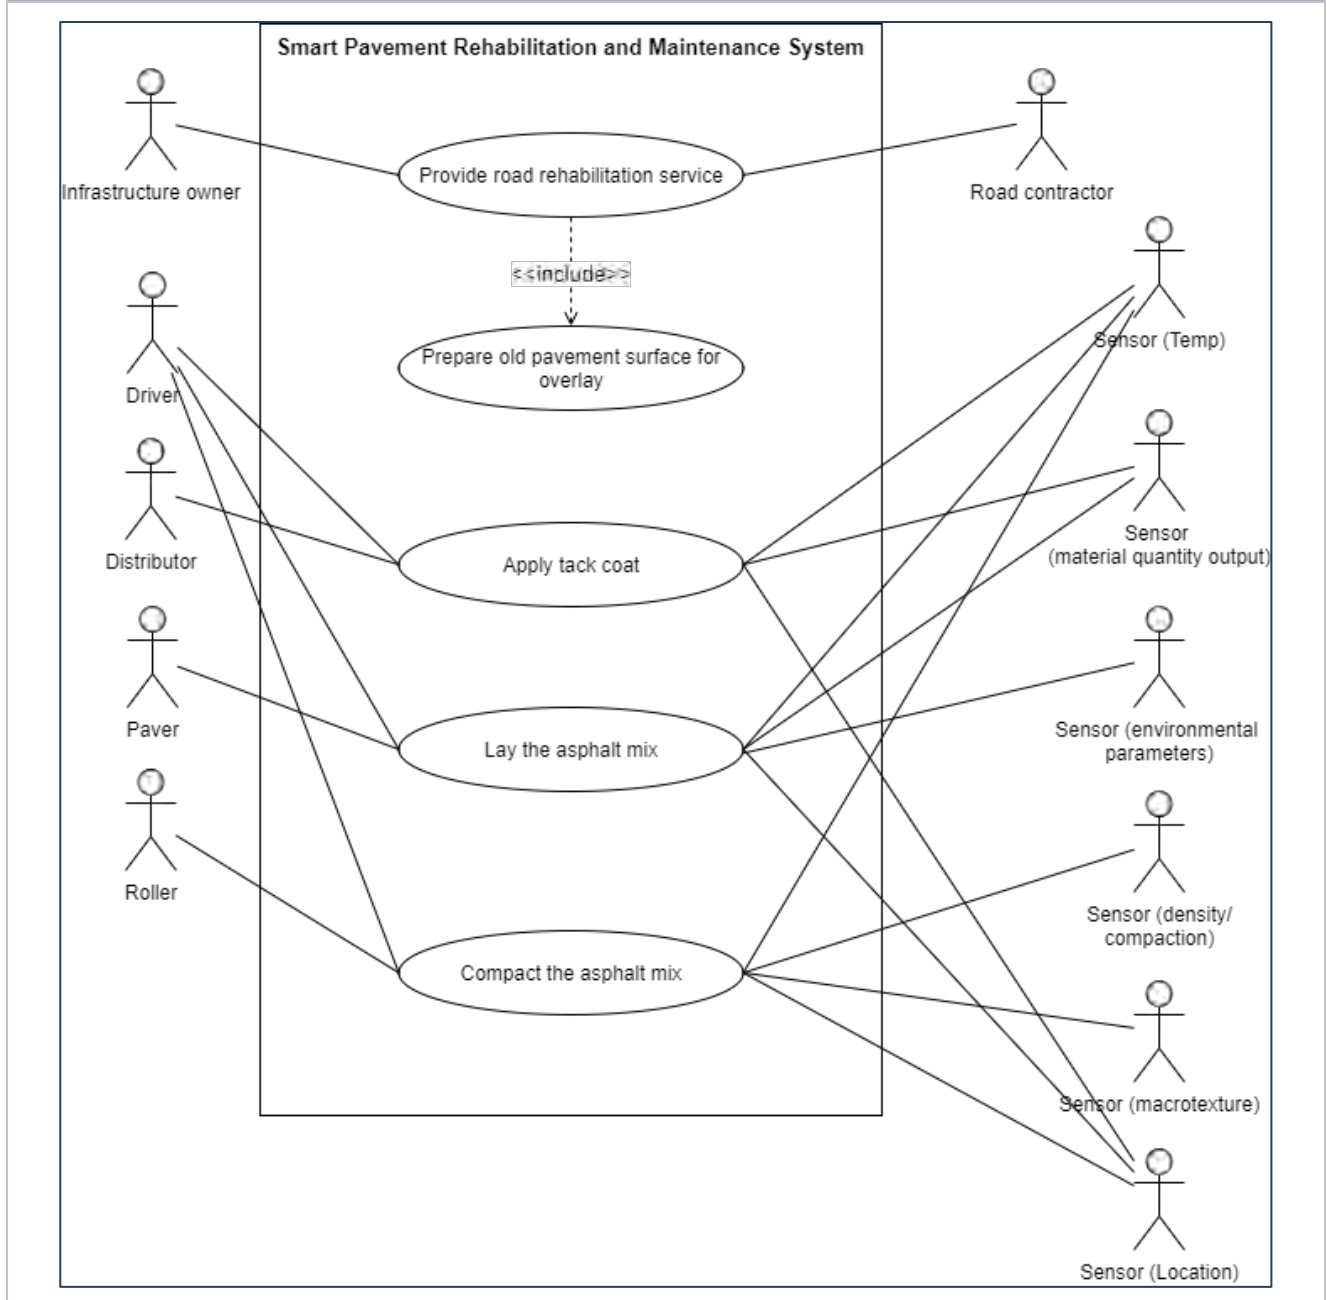 Smart Pavement Rehabilitation and Maintenance System
Infrastructure owner
Provide road rehabilitation service
Road contractor
<<include>>
Sensor (Temp)
Prepare old pavement surface for
overlay
Driver
Distributor
Sensor
(material quantity output)
Apply tack coat
Paver
Lay the asphalt mix
Sensor (environmental
parameters)
Roller
Sensor (density/
compaction)
Compact the asphalt mix
Sensor (macrotexture)
Sensor (Location)